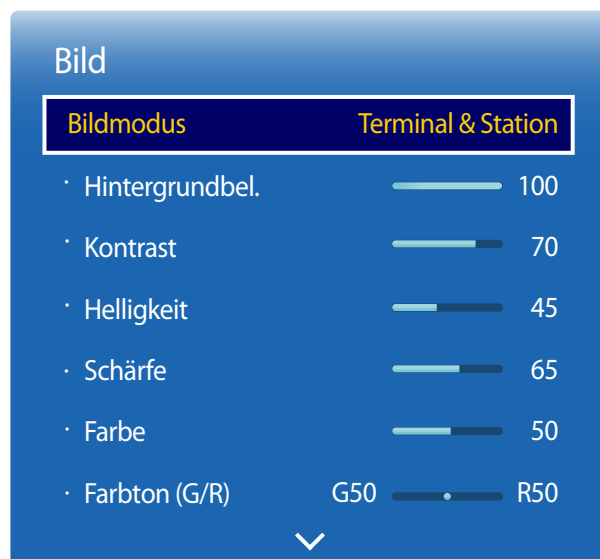 Bild
Bildmodus Terminal & Station
· Hintergrundbel. 100
· Kontrast 70
· Helligkeit 45
· Schärfe 65
· Farbe 50
· Farbton (G/R) G50 R50